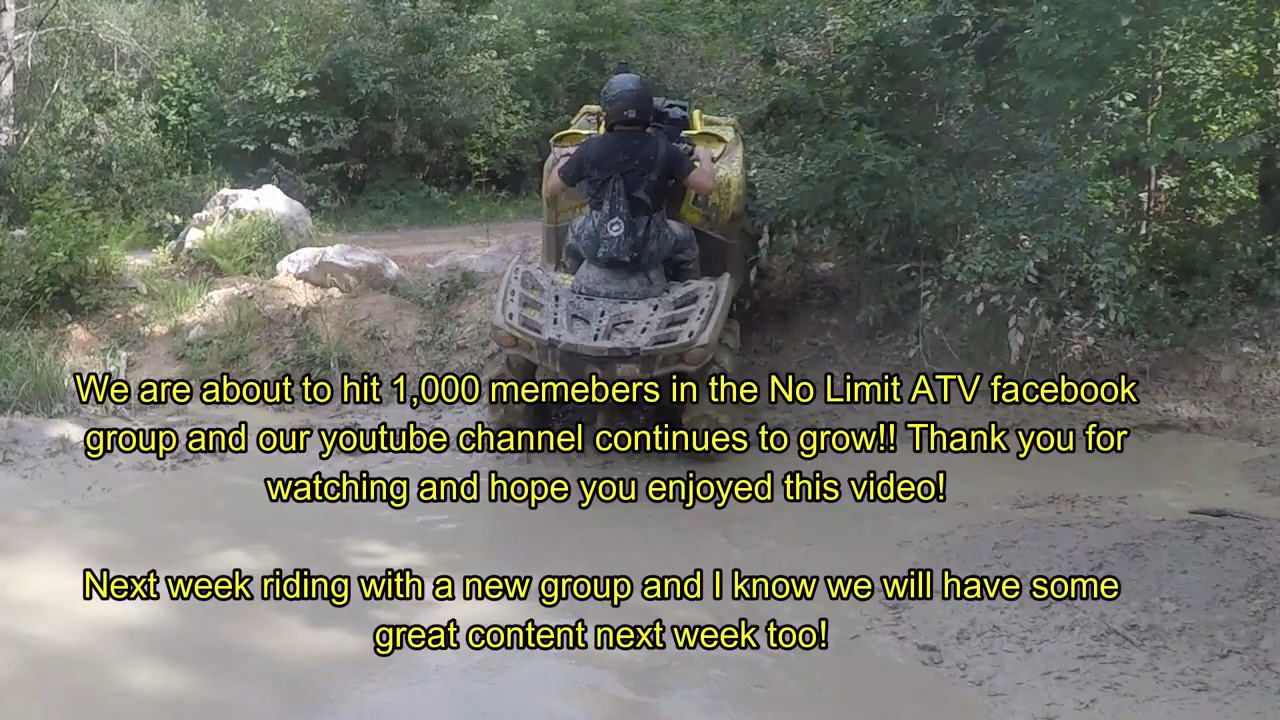 We are about to hit 1,000 memebers in the No Limit ATV facebook
group and our youtube channel continues to grow!! Thank you for
watching and hope you enjoyed this video!
Next week riding with a new group and I know we will have some
great content next week too!